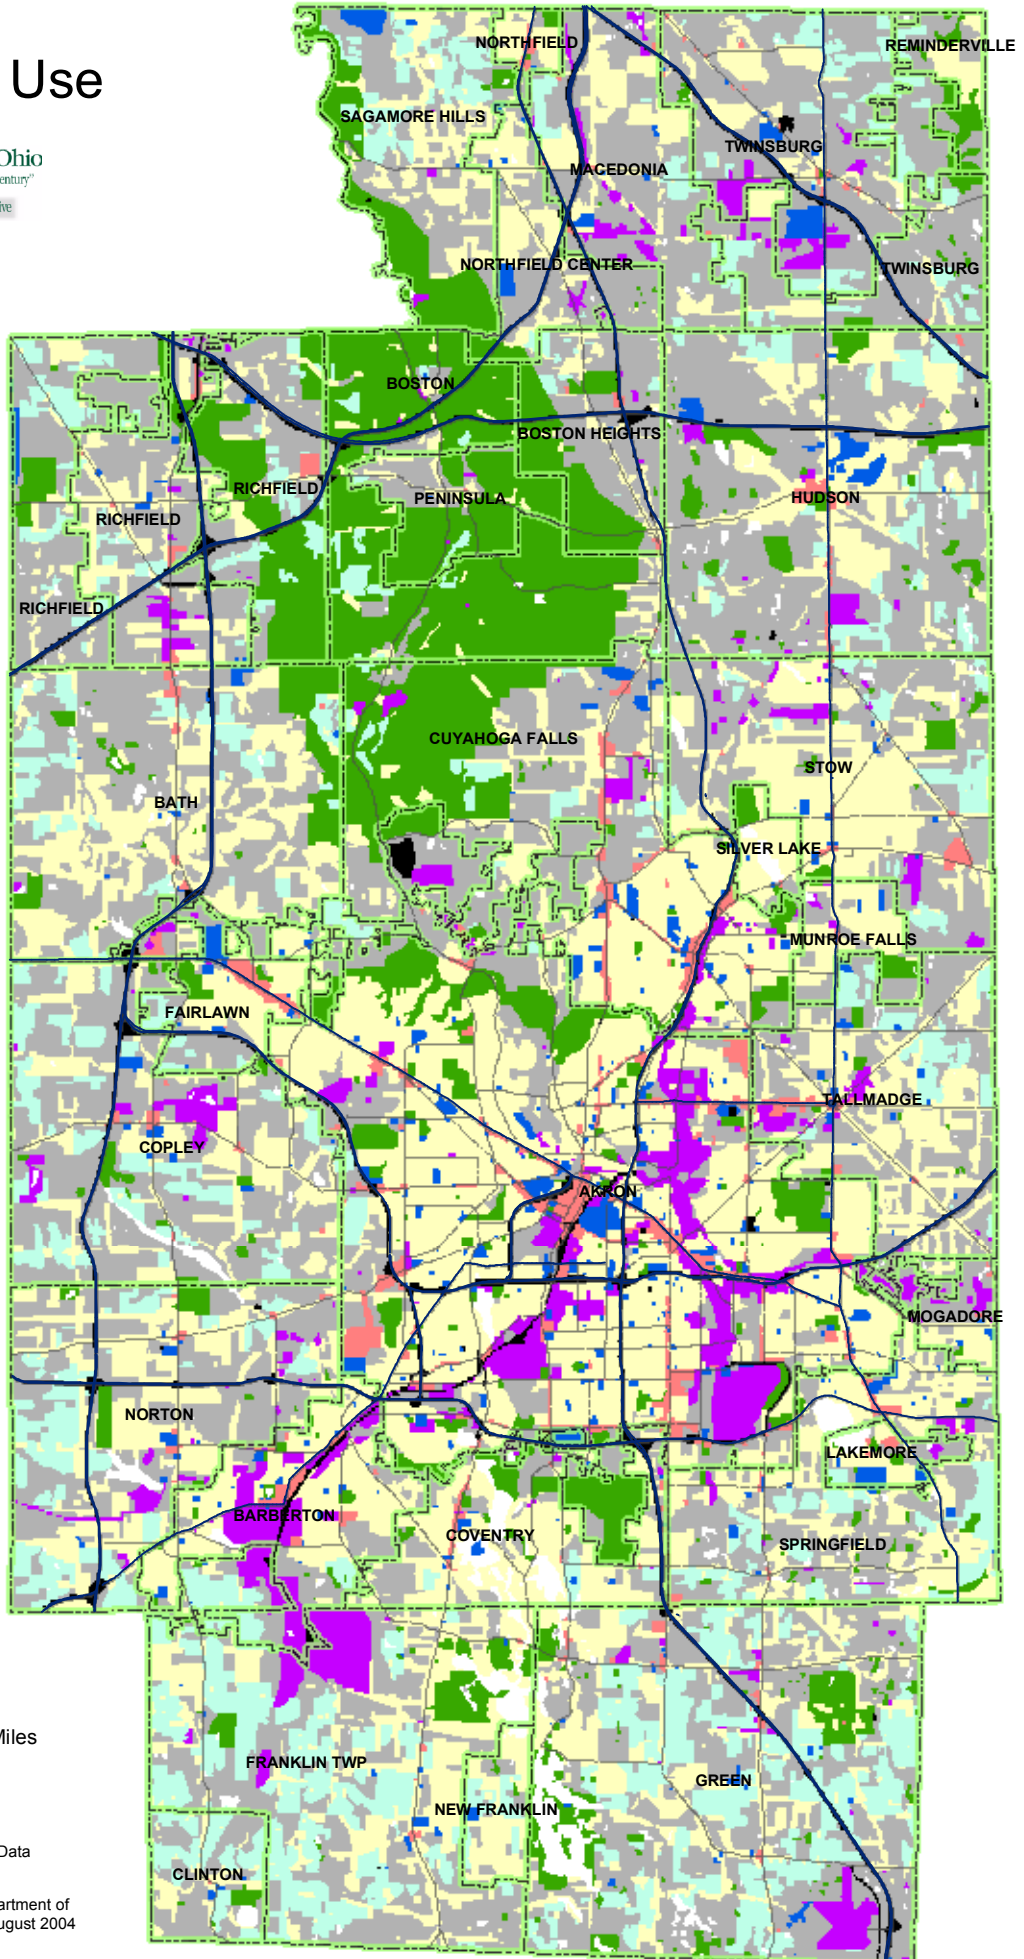 Use
Ohio
entury"
ive
NORTHFIELD
REMINDERVILLE
SAGAMORE HILLS
TWINSBURG
MACEDONIA
NORTHFIELD CENTER
TWINSBURG
BOSTON
BOSTON HEIGHTS
RICHFIELD
PENINSULA
HUDSON
RICHFIELD
RICHFIELD
CUYAHOGA FALLS
STOW
BATH
SILVER LAKE
MUNROE FALLS
FAIRLAWN
TALLMADGE
COPLEY
AKRON
MOGADORE
NORTON
LAKEMORE
BARBERTON
COVENTRY
SPRINGFIELD
Miles
FRANKLIN TWP
GREEN
NEW FRANKLIN
Data
CLINTON
artment of
ugust 2004